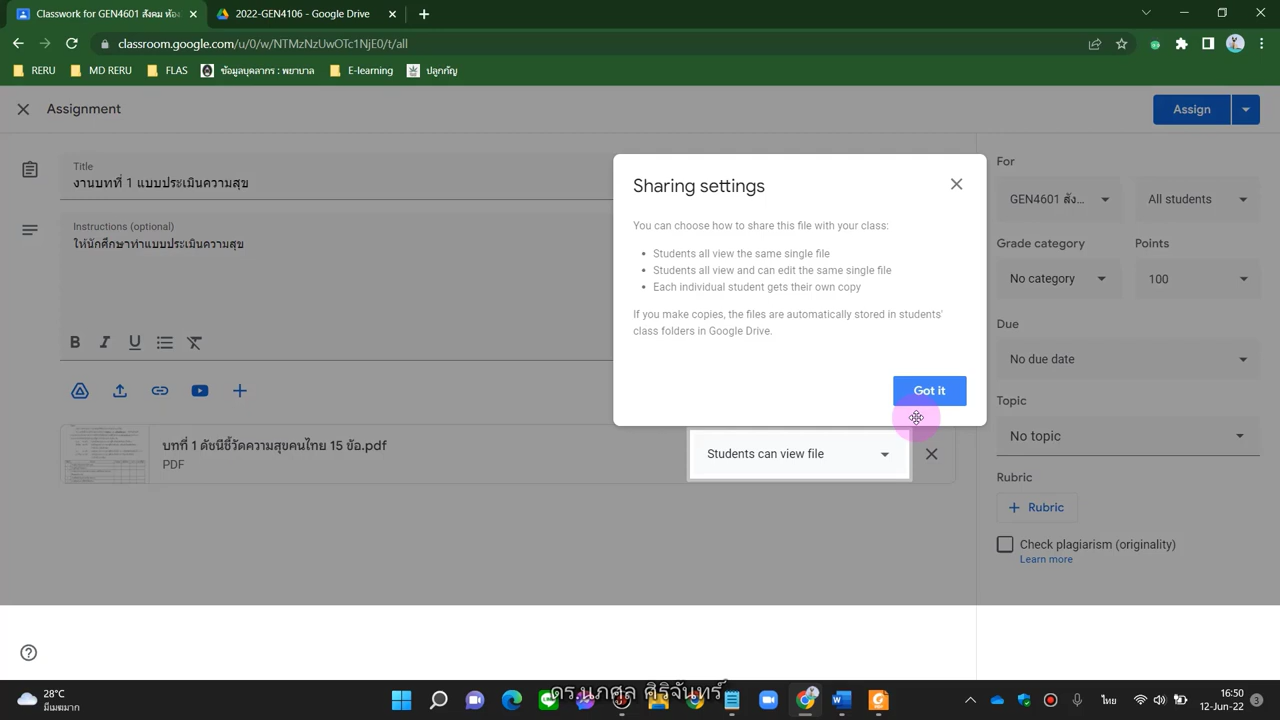 Classwork for GEN4601 สังคม ห้อง
2022-GEN4106 - Google Drive
classroom.google.com/u/0/w/NTMzNzUwOTc1NjE0/t/all
RERU
MD RERU
FLAS
ข้อมูลบุคลากร : พยาบาล
E-learning
ปลูกกัญ
Assignment
Assign
Title
งานบทที่ 1 แบบประเมินความสุข
Instructions (optional)
ให้นักศึกษาทำแบบประเมินความสุข
B I U
Sharing settings
You can choose how to share this file with your class:
• Students all view the same single file
• Students all view and can edit the same single file
• Each individual student gets their own copy
If you make copies, the files are automatically stored in students'
class folders in Google Drive.
Got it
บทที่ 1 ดัชนีชี้วัดความสุขคนไทย 15 ข้อ.pdf
PDF
Students can view file
For
GEN4601 สัง...
All students
Grade category
Points
No category
100
Due
No due date
Topic
No topic
Rubric
+ Rubric
Check plagiarism (originality)
Learn more
28°C
มีเมฆมาก
ดร.นภศูล ศิริจันทร์
ไทย
16:50
12-Jun-22
3